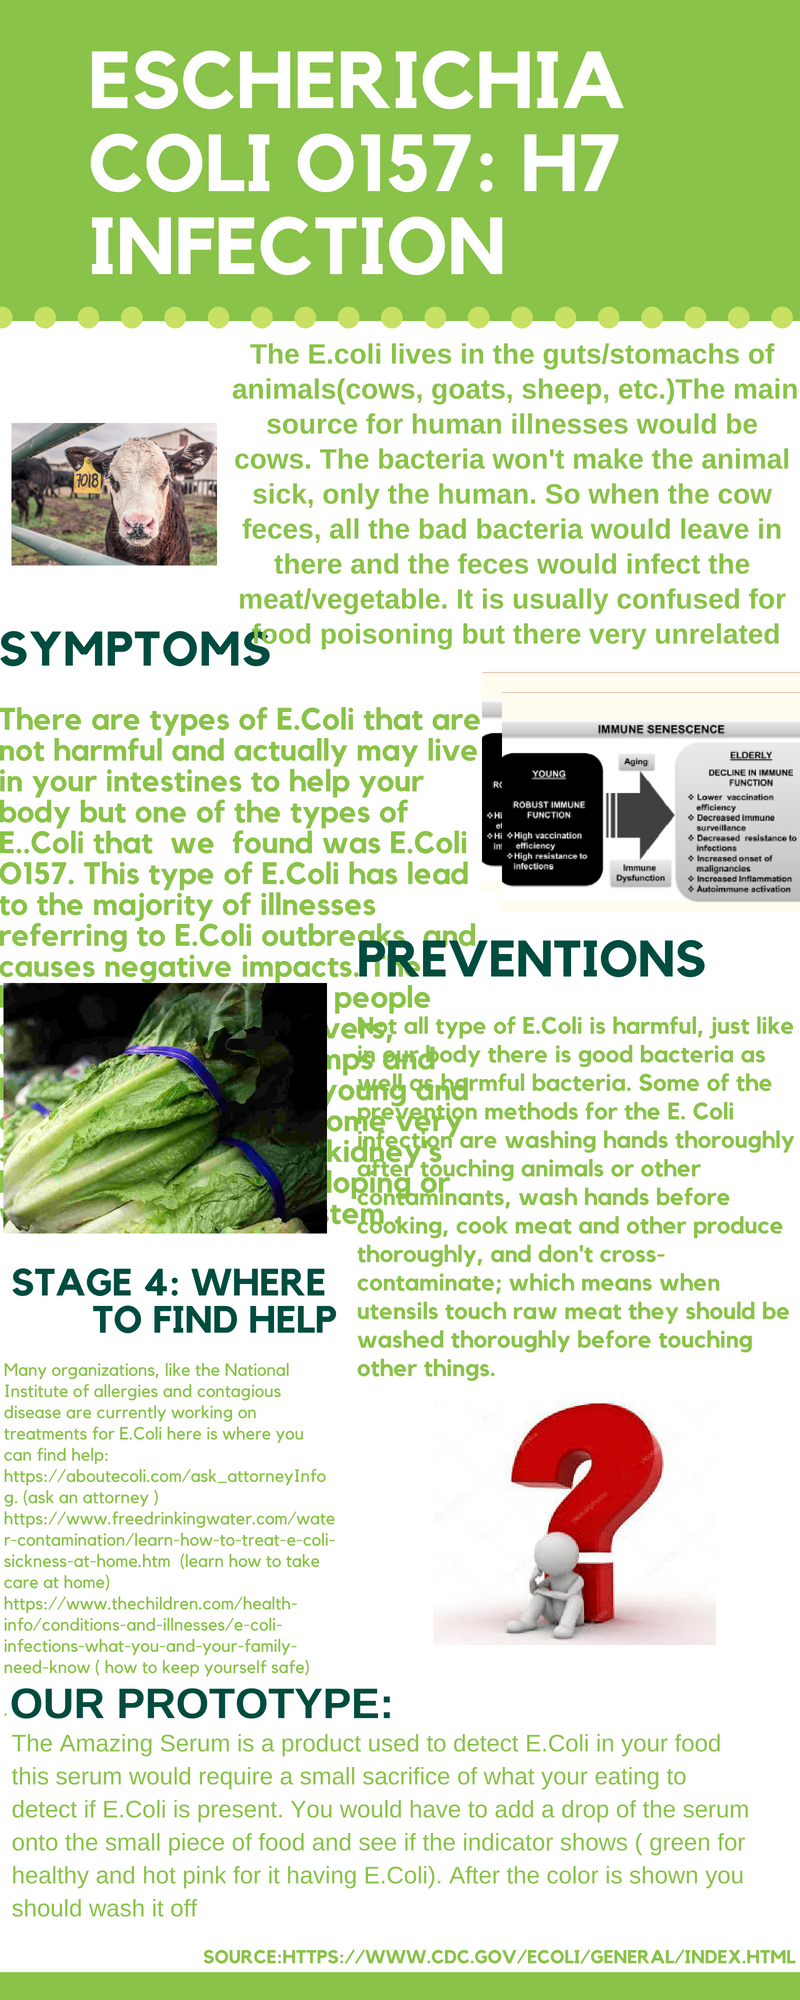 ESCHERICHIA
COLI O157: H7
INFECTION
The E.coli lives in the guts/stomachs of
animals(cows, goats, sheep, etc.)The main
source for human illnesses would be
cows. The bacteria won't make the animal
sick, only the human. So when the cow
feces, all the bad bacteria would leave in
there and the feces would infect the
meat/vegetable. It is usually confused for
food poisoning but there very unrelated
7018
SYMPTOMS
There are types of E.Coli that are
not harmful and actually may live
in your intestines to help your
body but one of the types of
E..Coli that we found was E.Coli
O157. This type of E.Coli has lead
to the majority of illnesses
referring to E.Coli outbreaks, and
causes negative impacts. The
people
vers,
mps and
young and
ome very
kidney's
loping or
stem .
IMMUNE SENESCENCE
YOUNG
ROBUST IMMUNE
FUNCTION
High vaccination
efficiency
High resistance to
infections
Aging
Immune
Dysfunction
ELDERLY
DECLINE IN IMMUNE
FUNCTION
Lower vaccination
efficiency
Decreased immune
surveillance
Decreased resistance to
infections
Increased onset of
malignancies
Increased Inflammation
Autoimmune activation
PREVENTIONS
Not all type of E.Coli is harmful, just like
in our body there is good bacteria as
well as harmful bacteria. Some of the
prevention methods for the E. Coli
infection are washing hands thoroughly
after touching animals or other
contaminants, wash hands before
cooking, cook meat and other produce
thoroughly, and don't cross-
contaminate; which means when
utensils touch raw meat they should be
washed thoroughly before touching
other things.
STAGE 4: WHERE
TO FIND HELP
Many organizations, like the National
Institute of allergies and contagious
disease are currently working on
treatments for E.Coli here is where you
can find help:
https://aboutecoli.com/ask_attorneyInfo
g. (ask an attorney )
https://www.freedrinkingwater.com/wate
r-contamination/learn-how-to-treat-e-coli-
sickness-at-home.htm (learn how to take
care at home)
https://www.thechildren.com/health-
info/conditions-and-illnesses/e-coli-
infections-what-you-and-your-family-
need-know ( how to keep yourself safe)
.
OUR PROTOTYPE:
The Amazing Serum is a product used to detect E.Coli in your food
this serum would require a small sacrifice of what your eating to
detect if E.Coli is present. You would have to add a drop of the serum
onto the small piece of food and see if the indicator shows ( green for
healthy and hot pink for it having E.Coli). After the color is shown you
should wash it off
SOURCE:HTTPS://WWW.CDC.GOV/ECOLI/GENERAL/INDEX.HTML